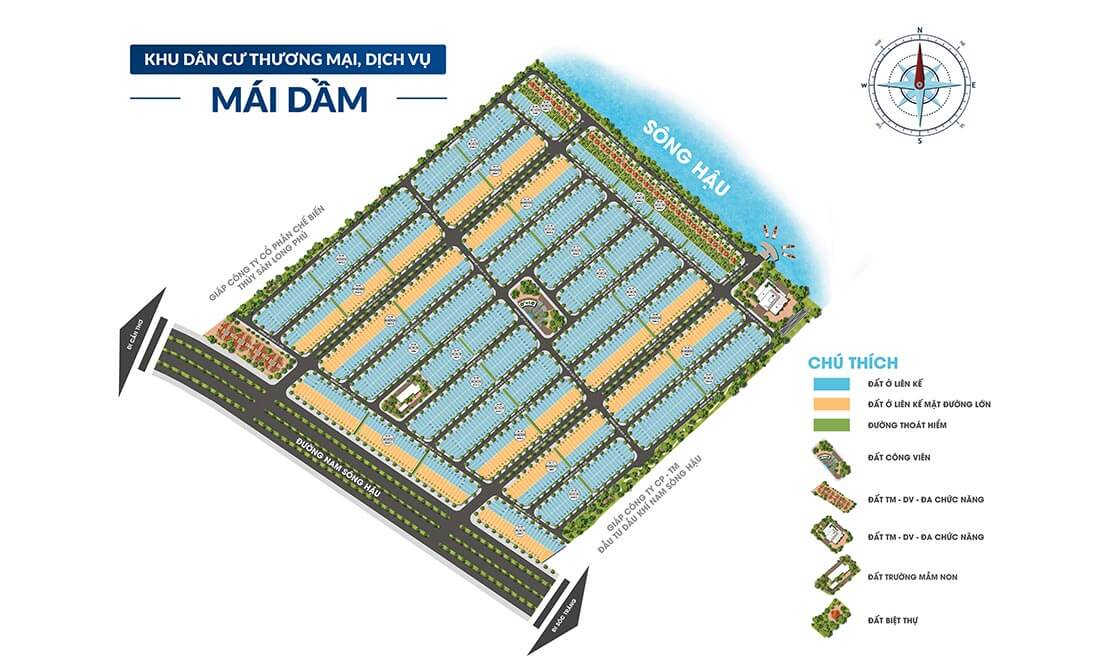 KHU DÂN CƯ THƯƠNG MẠI, DỊCH VỤ
MÁI DẦM
N
W
E
S
SÔNG HẬU
GIÁP CÔNG TY CỔ PHẦN CHẾ BIẾN
THỦY SẢN LONG PHÚ
ĐI CẦN THƠ
ĐƯỜNG NAM SÔNG HẬU
GIÁP CÔNG TY CP - TM
ĐẦU TƯ DẦU KHÍ NAM SÔNG HẬU
ĐI SÓC TRĂNG
CHÚ THÍCH
ĐẤT Ở LIÊN KẾ
ĐẤT Ở LIÊN KẾ MẶT ĐƯỜNG LỚN
ĐƯỜNG THOÁT HIỂM
ĐẤT CÔNG VIÊN
ĐẤT TM - DV - ĐA CHỨC NĂNG
ĐẤT TM - DV - ĐA CHỨC NĂNG
ĐẤT TRƯỜNG MẦM NON
ĐẤT BIỆT THỰ